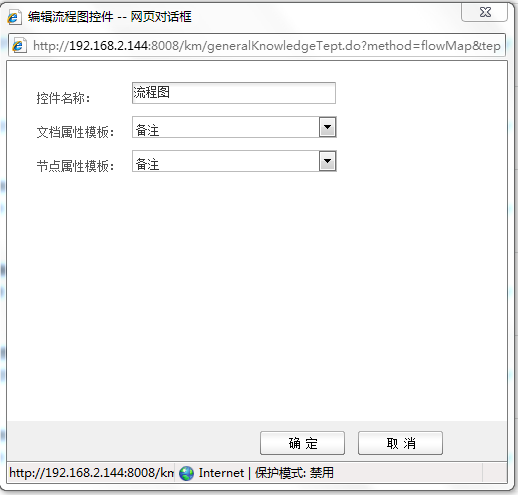 编辑流程图控件 -- 网页对话框
http://192.168.2.144:8008/km/generalKnowledgeTept.do?method=flowMap&tep
控件名称： 流程图
文档属性模板： 备注
节点属性模板： 备注
确 定 取 消
http://192.168.2.144:8008/km Internet | 保护模式: 禁用